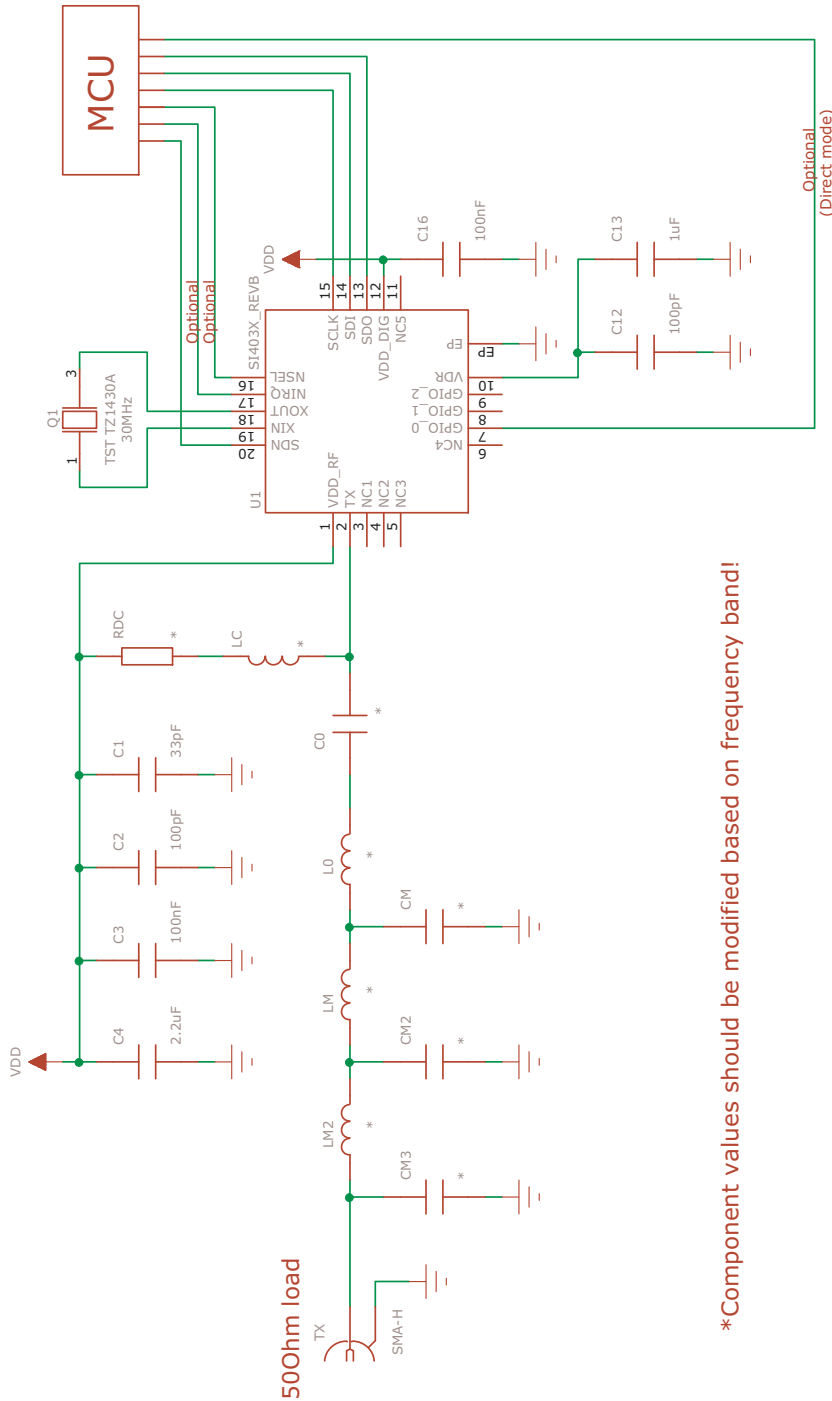 VDD
C4
2.2uF
C3
100nF
C2
100pF
C1
33pF
RDC
*
LC
*
Q1
1
3
TST TZ1430A
30MHz
MCU
Optional
Optional
50Ohm load
TX
SMA-H
LM2
*
LM
*
L0
*
C0
*
CM3
*
CM2
*
CM
*
U1
SI403X_REVB
1
VDD_RF
2
TX
3
NC1
4
NC2
5
NC3
20
SDN
19
XIN
18
XOUT
17
NIRQ
16
NSEL
15
SCLK
14
SDI
13
SDO
12
VDD_DIG
11
NC5
6
NC4
7
GPIO_0
8
GPIO_1
9
GPIO_2
10
VDR
EP
EP
VDD
C16
100nF
C12
100pF
C13
1uF
Optional
(Direct mode)
*Component values should be modified based on frequency band!